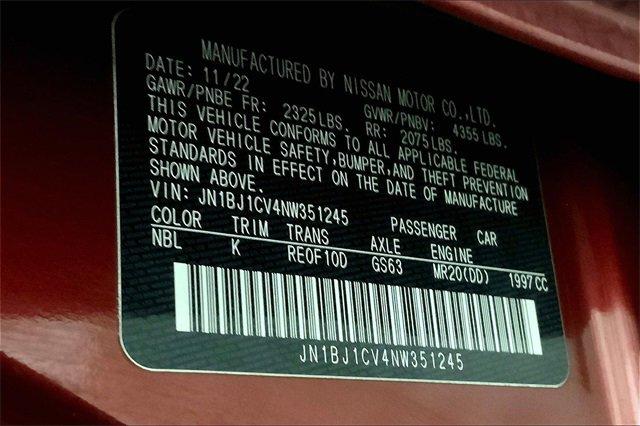 MANUFACTURED BY NISSAN MOTOR CO.,LTD.
DATE: 11/22 GVWR/PNBV: 4355 LBS.
GAWR/PNBE FR: 2325 LBS. RR: 2075 LBS.
THIS VEHICLE CONFORMS TO ALL APPLICABLE FEDERAL
MOTOR VEHICLE SAFETY, BUMPER, AND THEFT PREVENTION
STANDARDS IN EFFECT ON THE DATE OF MANUFACTURE
SHOWN ABOVE.
VIN: JN1BJ1CV4NW351245 PASSENGER CAR
COLOR TRIM TRANS AXLE ENGINE
NBL K RE0F10D GS63 MR20(DD) 1997CC
JN1BJ1CV4NW351245